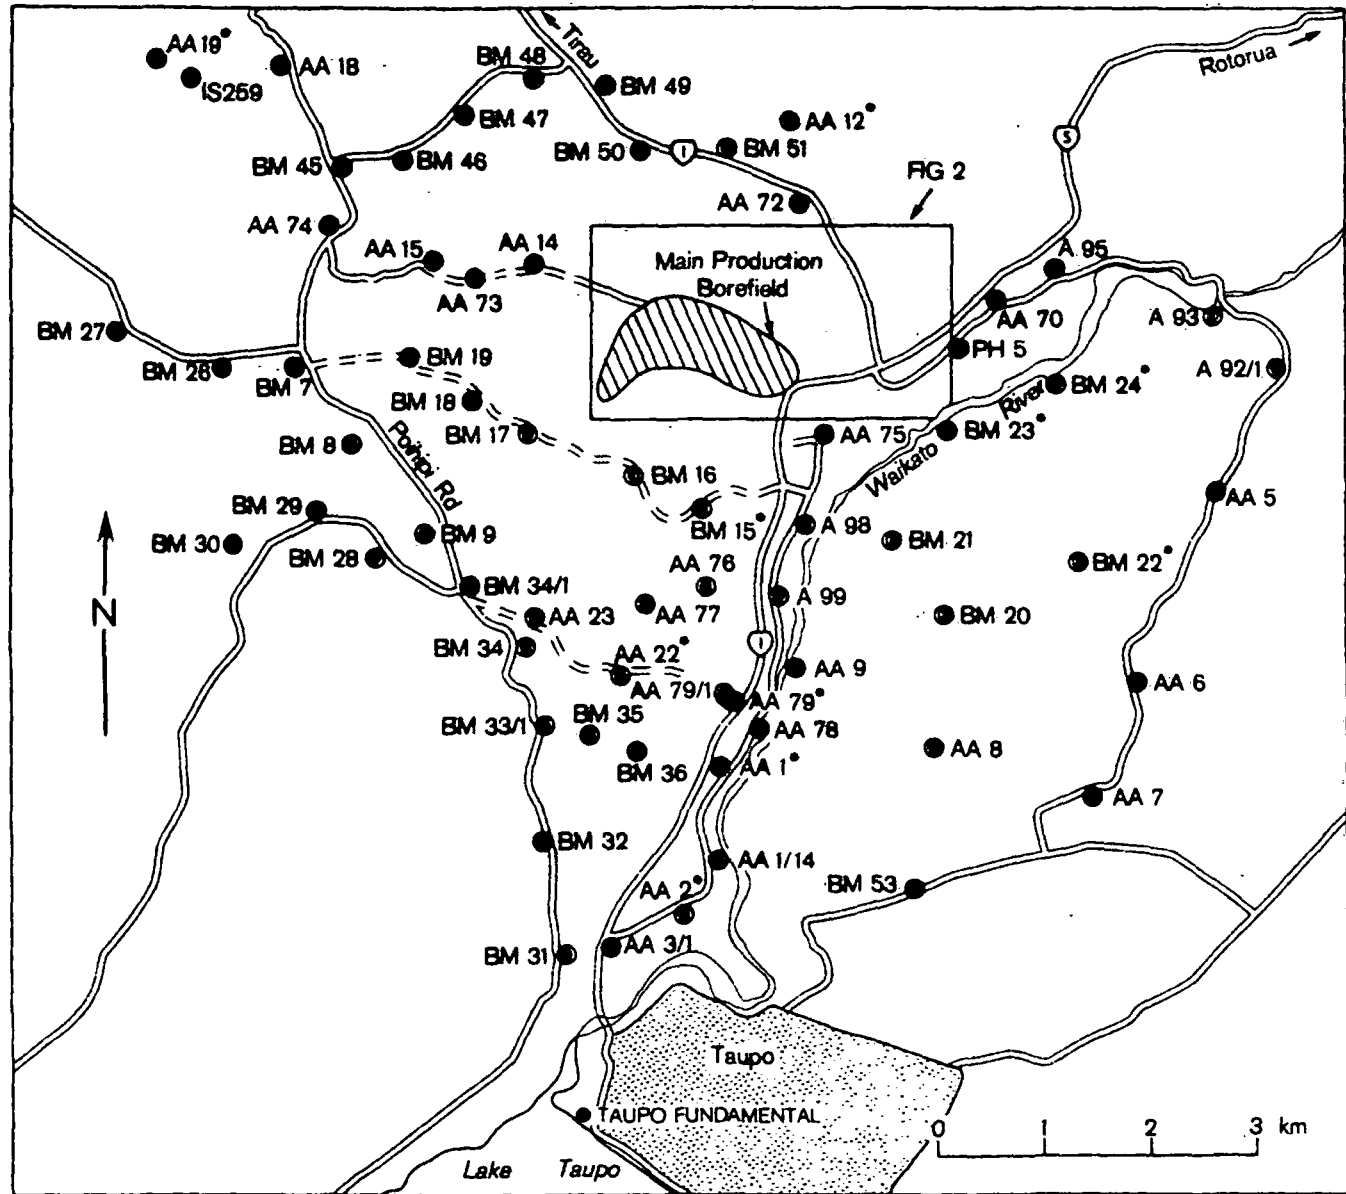 AA 19*
IS259
AA 18
BM 48
Tirau
BM 49
Rotorua
BM 47
AA 12*
BM 45
BM 46
BM 50
1
BM 51
5
FIG 2
AA 72
AA 74
AA 15
AA 14
AA 73
Main Production
Borefield
A 95
AA 70
A 93
PH 5
A 92/1
BM 27
BM 26
BM 7
BM 19
BM 18
BM 17
BM 24*
River
BM 23*
Waikato
AA 75
BM 8
Poihipi Rd
BM 16
BM 15*
AA 5
BM 29
BM 30
BM 28
BM 9
A 98
BM 21
BM 22*
N
BM 34/1
AA 76
AA 77
A 99
BM 20
AA 23
BM 34
AA 22*
1
AA 9
AA 6
AA 79/1
AA 79*
BM 33/1
BM 35
AA 78
BM 36
AA 1*
AA 8
AA 7
BM 32
AA 1/14
BM 53
AA 2*
BM 31
AA 3/1
Taupo
TAUPO FUNDAMENTAL
0 1 2 3 km
Lake Taupo